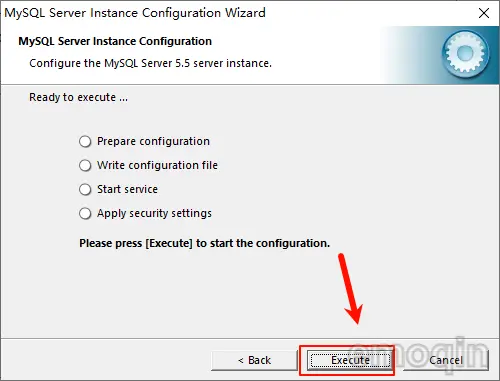 MySQL Server Instance Configuration Wizard
MySQL Server Instance Configuration
Configure the MySQL Server 5.5 server instance.
Ready to execute ...
Prepare configuration
Write configuration file
Start service
Apply security settings
Please press [Execute] to start the configuration.
< Back
Execute
Cancel